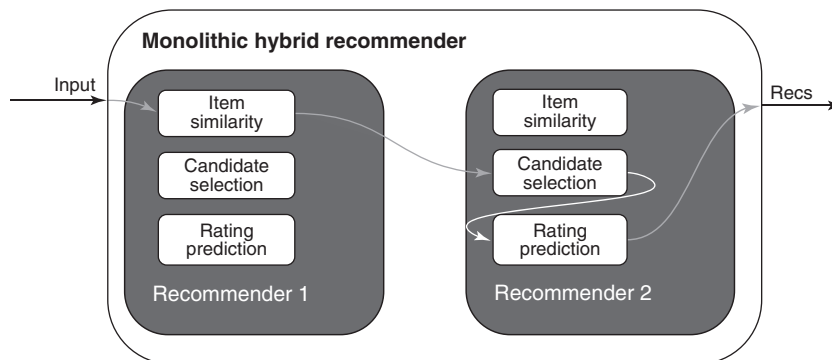 Monolithic hybrid recommender
Input
Item
similarity
Candidate
selection
Rating
prediction
Recommender 1
Item
similarity
Candidate
selection
Rating
prediction
Recommender 2
Recs